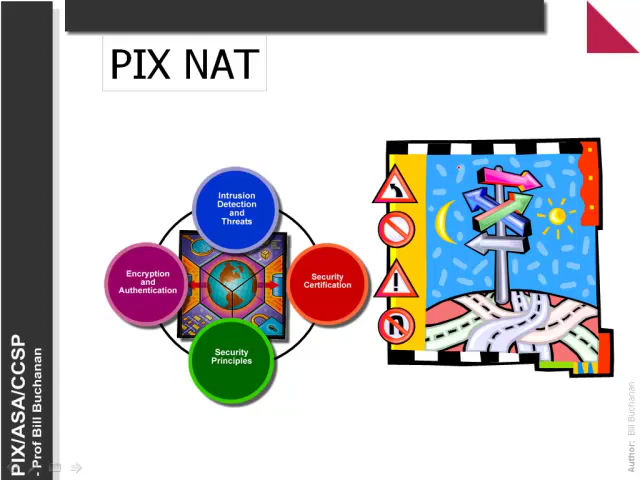 PIX NAT
Intrusion
Detection
and
Threats
Encryption
and
Authentication
Security
Certification
Security
Principles
PIX/ASA/CCSP
- Prof Bill Buchanan
Author: Bill Buchanan